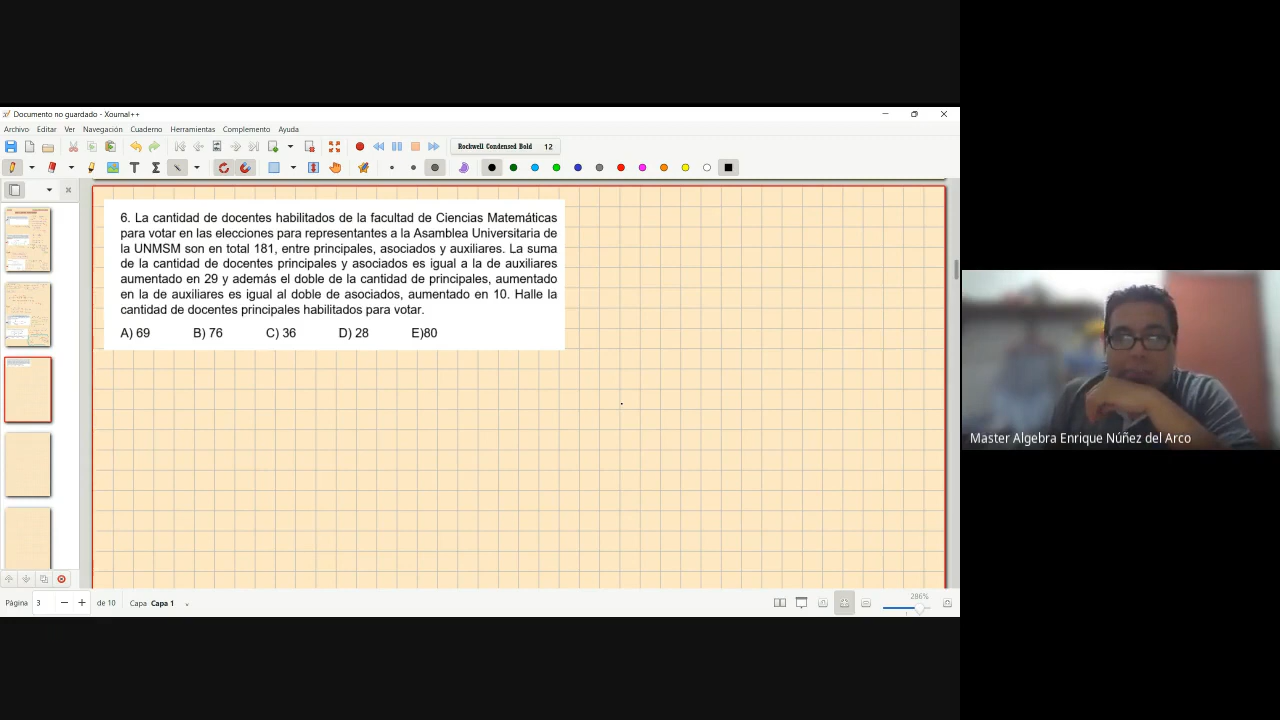 Documento no guardado - Xournal++
Archivo Editar Ver Navegación Cuaderno Herramientas Complemento Ayuda
Rockwell Condensed Bold 12
6. La cantidad de docentes habilitados de la facultad de Ciencias Matemáticas
para votar en las elecciones para representantes a la Asamblea Universitaria de
la UNMSM son en total 181, entre principales, asociados y auxiliares. La suma
de la cantidad de docentes principales y asociados es igual a la de auxiliares
aumentado en 29 y además el doble de la cantidad de principales, aumentado
en la de auxiliares es igual al doble de asociados, aumentado en 10. Halle la
cantidad de docentes principales habilitados para votar.
A) 69 B) 76 C) 36 D) 28 E)80
Master Algebra Enrique Núñez del Arco
Página 3 de 10 Capa Capa 1
286%